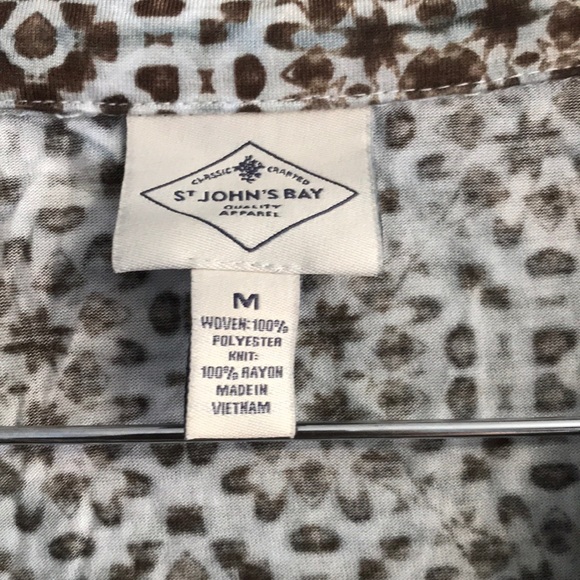 CLASSIC CRAFTED
ST JOHN'S BAY
QUALITY
APPAREL
M
WOVEN: 100%
POLYESTER
KNIT:
100% RAYON
MADE IN
VIETNAM